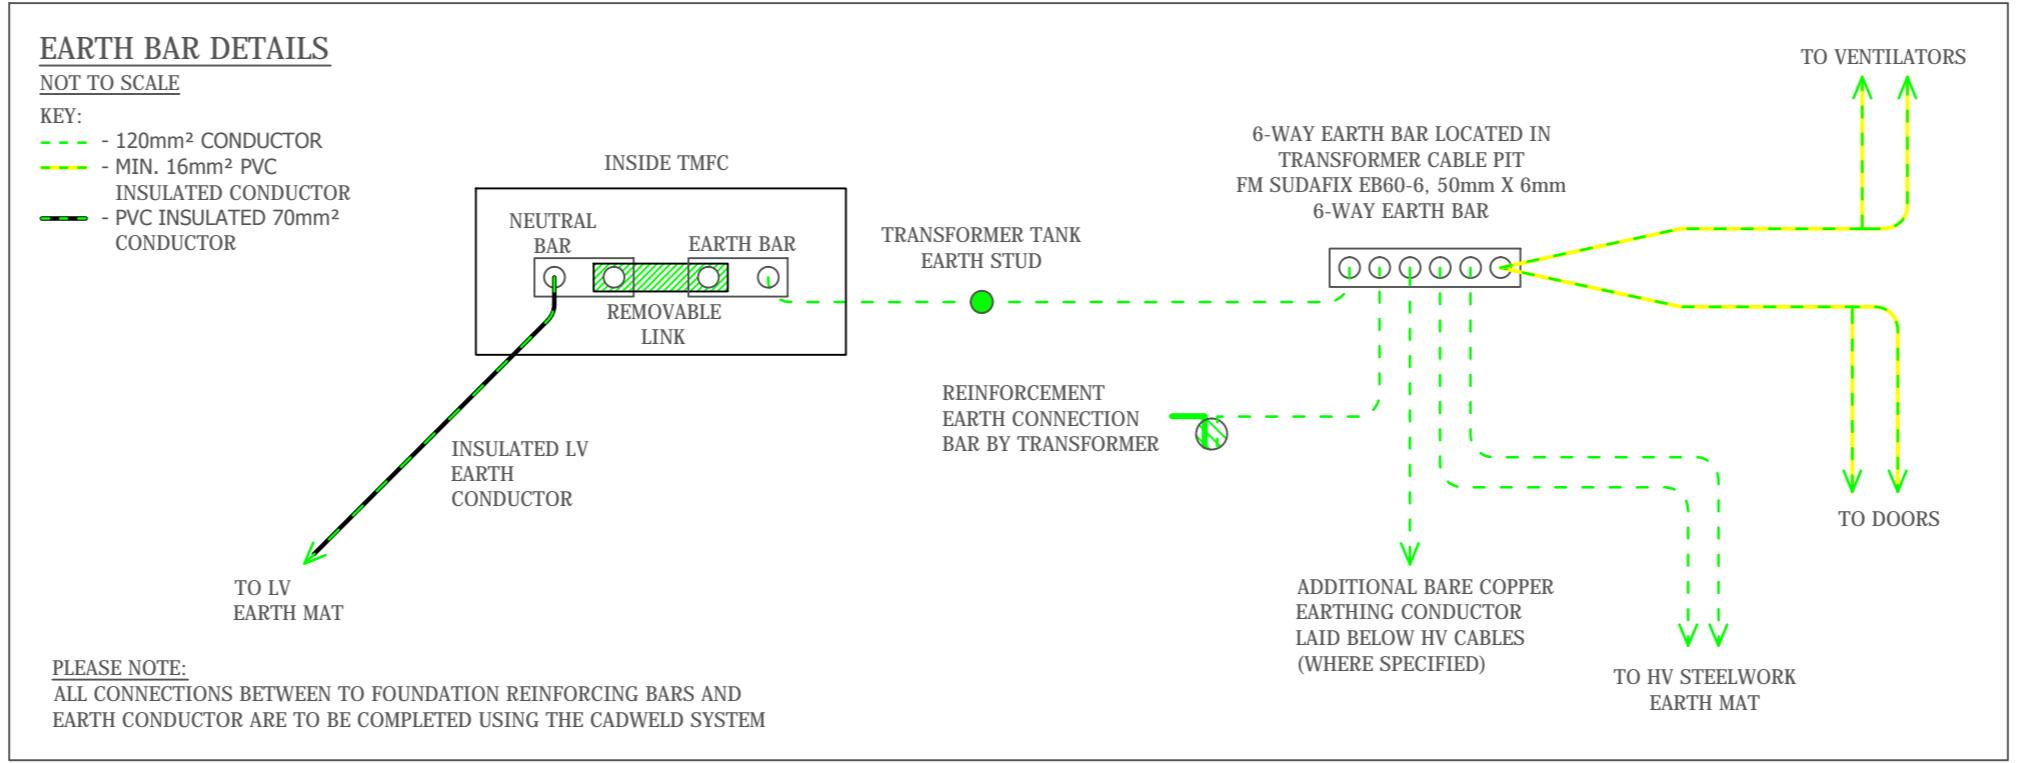 EARTH BAR DETAILS
NOT TO SCALE
KEY:
- 120mm² CONDUCTOR
- MIN. 16mm² PVC
INSULATED CONDUCTOR
- PVC INSULATED 70mm²
CONDUCTOR
INSIDE TMFC
NEUTRAL
BAR
EARTH BAR
REMOVABLE
LINK
INSULATED LV
EARTH
CONDUCTOR
TO LV
EARTH MAT
TRANSFORMER TANK
EARTH STUD
REINFORCEMENT
EARTH CONNECTION
BAR BY TRANSFORMER
6-WAY EARTH BAR LOCATED IN
TRANSFORMER CABLE PIT
FM SUDAFIX EB60-6, 50mm X 6mm
6-WAY EARTH BAR
TO VENTILATORS
TO DOORS
ADDITIONAL BARE COPPER
EARTHING CONDUCTOR
LAID BELOW HV CABLES
(WHERE SPECIFIED)
TO HV STEELWORK
EARTH MAT
PLEASE NOTE:
ALL CONNECTIONS BETWEEN TO FOUNDATION REINFORCING BARS AND
EARTH CONDUCTOR ARE TO BE COMPLETED USING THE CADWELD SYSTEM